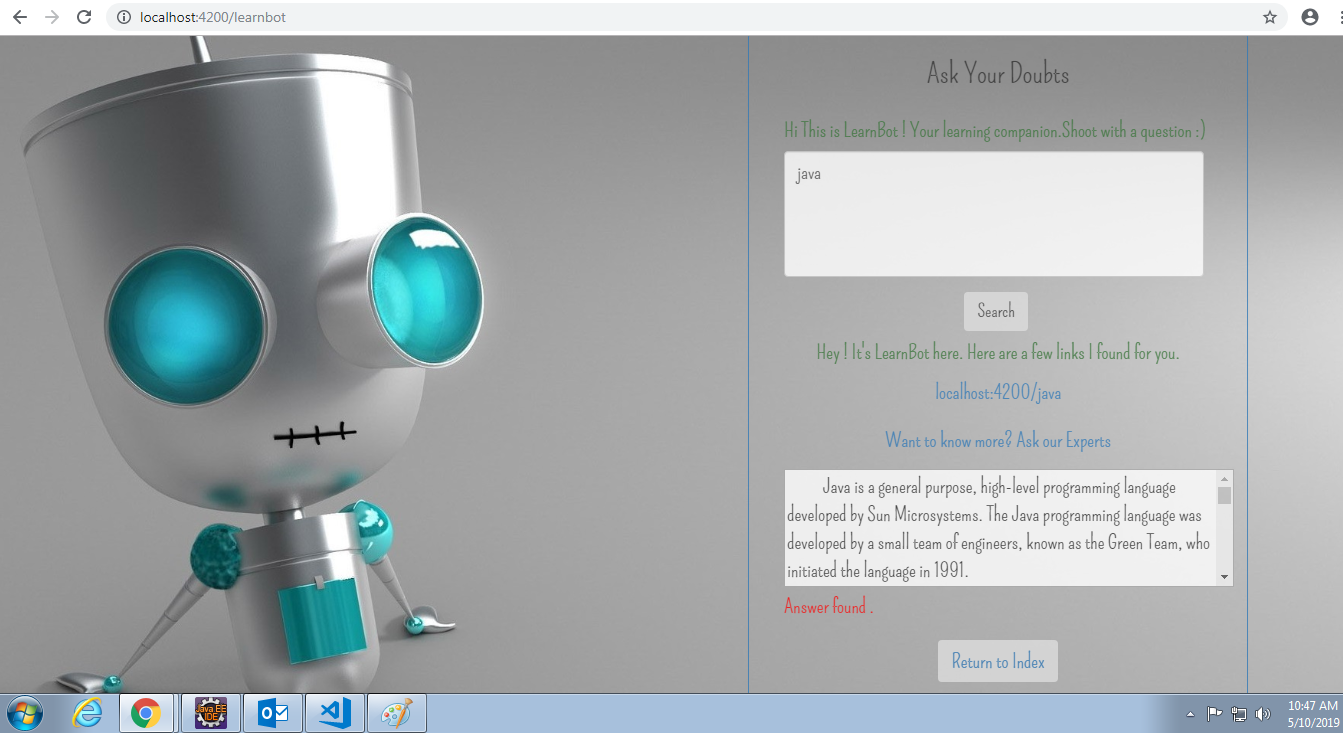 localhost:4200/learnbot
Ask Your Doubts
Hi This is LearnBot ! Your learning companion.Shoot with a question :)
java
Search
Hey ! It's LearnBot here. Here are a few links I found for you.
localhost:4200/java
Want to know more? Ask our Experts
Java is a general purpose, high-level programming language
developed by Sun Microsystems. The Java programming language was
developed by a small team of engineers, known as the Green Team, who
initiated the language in 1991.
Answer found .
Return to Index
Java EE
IDE
10:47 AM
5/10/2019